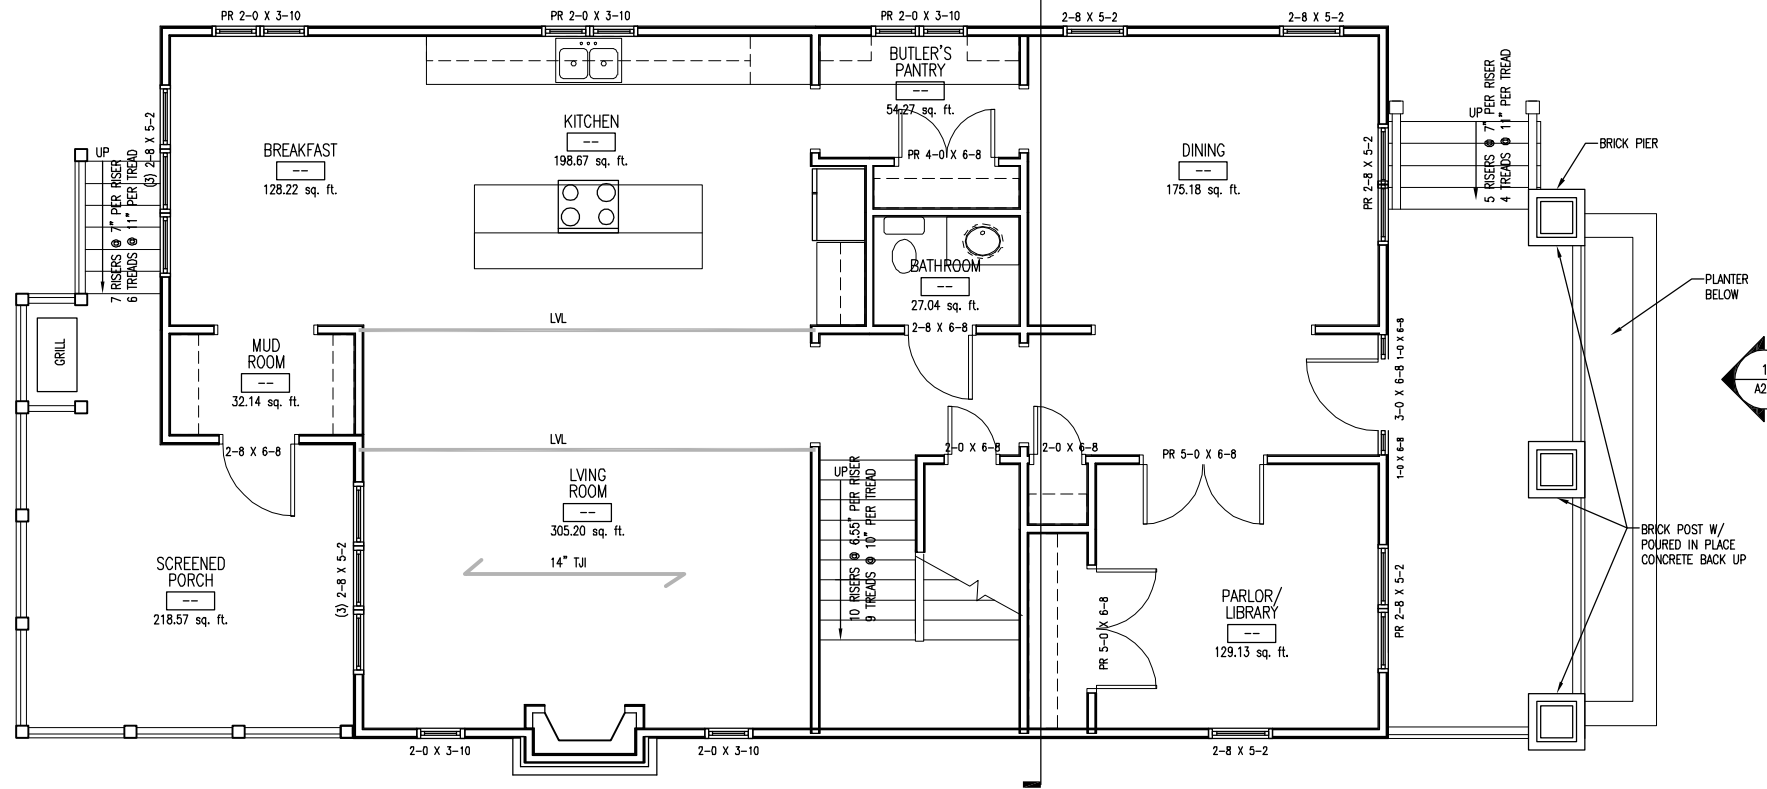 PR 2-0 X 3-10
PR 2-0 X 3-10
PR 2-0 X 3-10
2-8 X 5-2
2-8 X 5-2
BUTLER'S
PANTRY
--
54.27 sq. ft.
PR 4-0 X 6-8
KITCHEN
--
198.67 sq. ft.
BREAKFAST
--
128.22 sq. ft.
DINING
--
175.18 sq. ft.
(3) 2-8 X 5-2
UP
7 RISERS @ 7" PER RISER
6 TREADS @ 11" PER TREAD
PR 2-8 X 5-2
UP
5 RISERS @ 7" PER RISER
4 TREADS @ 11" PER TREAD
BRICK PIER
PLANTER
BELOW
BATHROOM
--
27.04 sq. ft.
2-8 X 6-8
LVL
GRILL
MUD
ROOM
--
32.14 sq. ft.
2-8 X 6-8
1-0 X 6-8
3-0 X 6-8
1-0 X 6-8
1
A2
LVL
2-0 X 6-8
2-0 X 6-8
PR 5-0 X 6-8
LVING
ROOM
--
305.20 sq. ft.
14" TJI
UP
10 RISERS @ 6.55" PER RISER
9 TREADS @ 10" PER TREAD
SCREENED
PORCH
--
218.57 sq. ft.
(3) 2-8 X 5-2
PR 5-0 X 6-8
PARLOR/
LIBRARY
--
129.13 sq. ft.
PR 2-8 X 5-2
BRICK POST W/
POURED IN PLACE
CONCRETE BACK UP
2-0 X 3-10
2-0 X 3-10
2-8 X 5-2